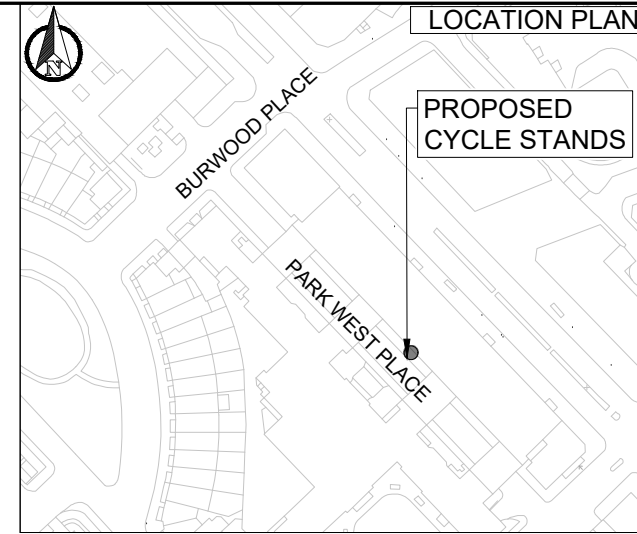 LOCATION PLAN
N
PROPOSED
CYCLE STANDS
BURWOOD PLACE
PARK WEST PLACE